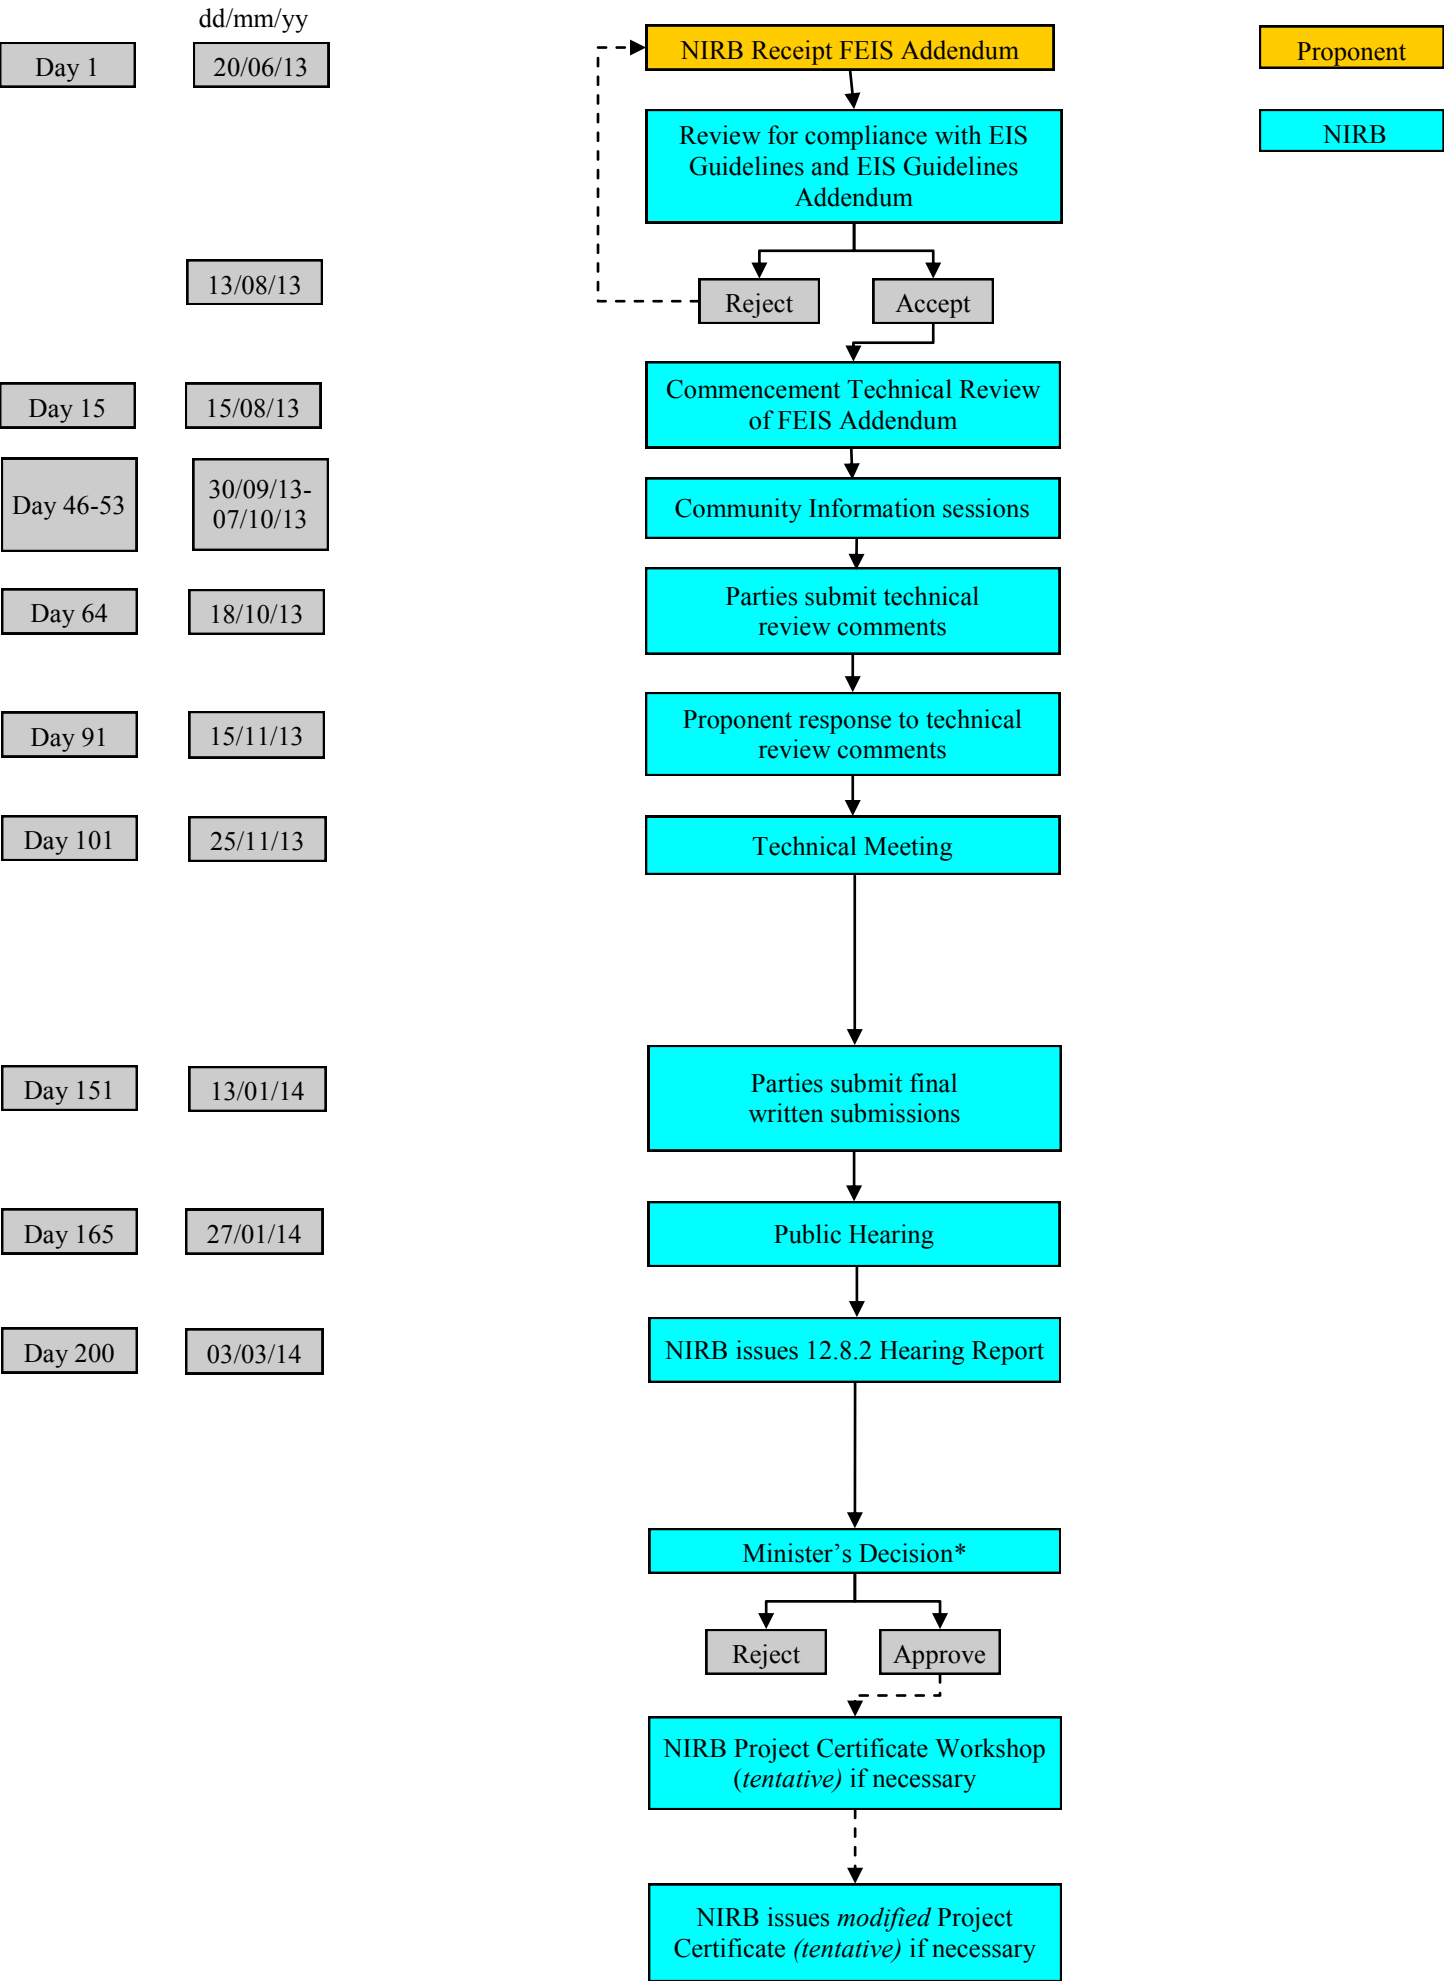 dd/mm/yy
Day 1
20/06/13
NIRB Receipt FEIS Addendum
Proponent
Review for compliance with EIS
Guidelines and EIS Guidelines
Addendum
NIRB
13/08/13
Reject
Accept
Day 15
15/08/13
Commencement Technical Review
of FEIS Addendum
Day 46-53
30/09/13-
07/10/13
Community Information sessions
Day 64
18/10/13
Parties submit technical
review comments
Day 91
15/11/13
Proponent response to technical
review comments
Day 101
25/11/13
Technical Meeting
Day 151
13/01/14
Parties submit final
written submissions
Day 165
27/01/14
Public Hearing
Day 200
03/03/14
NIRB issues 12.8.2 Hearing Report
Minister’s Decision*
Reject
Approve
NIRB Project Certificate Workshop
(tentative) if necessary
NIRB issues modified Project
Certificate (tentative) if necessary